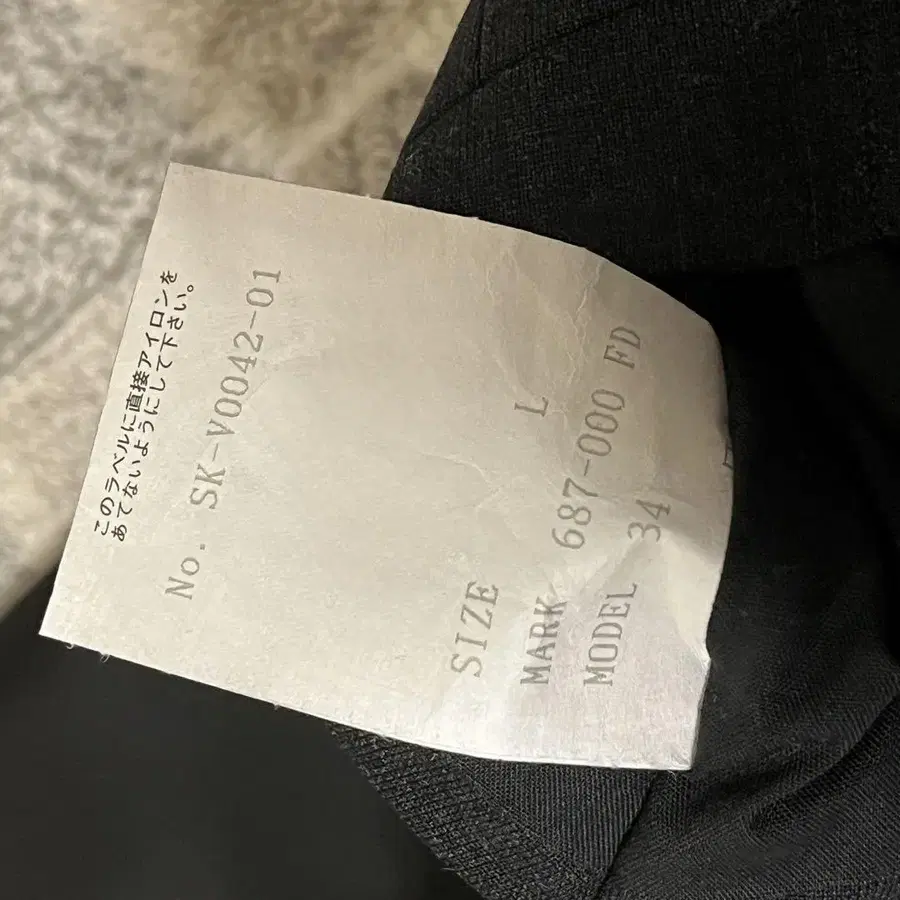 このラベルに直接アイロンを
あてないようにして下さい。
No. SK-V0042-01
SIZE L
MARK 687-000 FD
MODEL 34